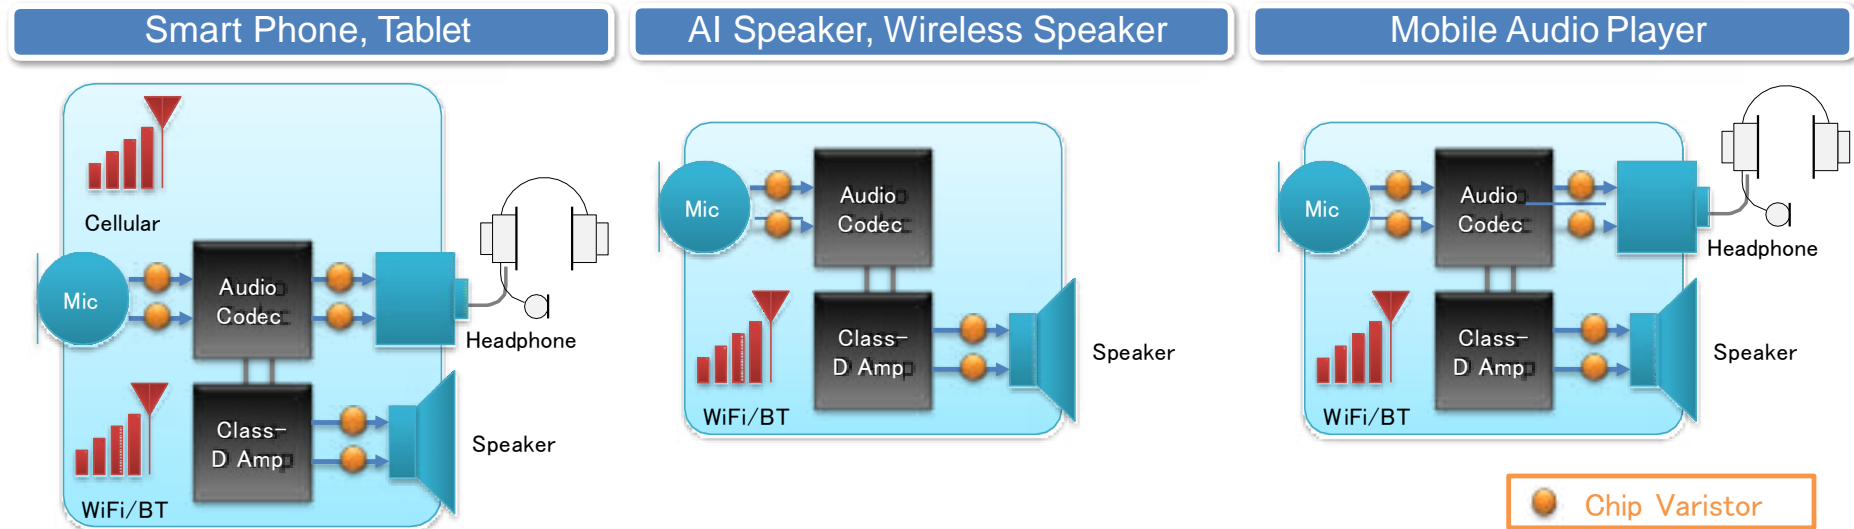 Smart Phone, Tablet
Cellular
Mic
Audio
Codec
Headphone
Class-
D Amp
Speaker
WiFi/BT
AI Speaker, Wireless Speaker
Mic
Audio
Codec
Class-
D Amp
Speaker
WiFi/BT
Mobile Audio Player
Mic
Audio
Codec
Headphone
Class-
D Amp
Speaker
WiFi/BT
Chip Varistor